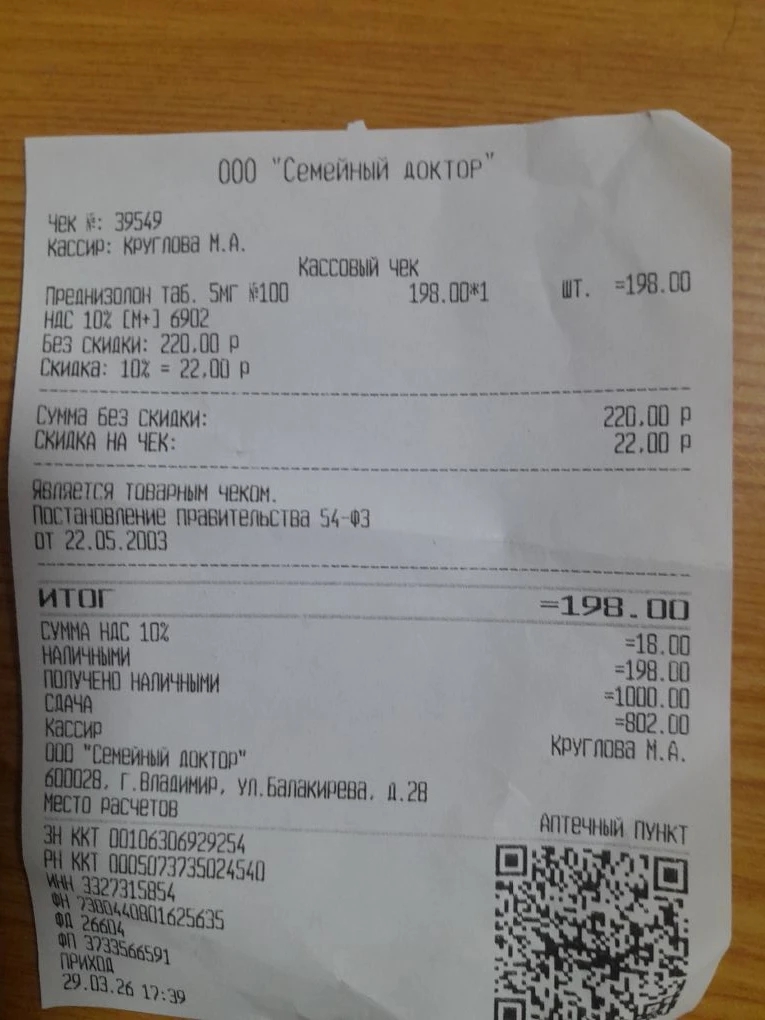 ООО "Семейный доктор"
Чек №: 39549
Кассир: Круглова М.А.
Кассовый чек
Преднизолон таб. 5мг №100 198.00*1 шт. =198.00
НДС 10% [М+] 6902
Без скидки: 220.00 р
Скидка: 10% = 22.00 р
Сумма без скидки: 220.00 р
Скидка на чек: 22.00 р
Является товарным чеком.
Постановление правительства 54-ФЗ
от 22.05.2003
ИТОГ =198.00
СУММА НДС 10% =18.00
НАЛИЧНЫМИ =198.00
ПОЛУЧЕНО НАЛИЧНЫМИ =1000.00
СДАЧА =802.00
Кассир Круглова М.А.
ООО "Семейный доктор"
600028, г.Владимир, ул.Балакирева, д.28
Место расчетов Аптечный пункт
ЗН ККТ 00106306929254
РН ККТ 0005073735024540
ИНН 3327315854
ФН 7380440801625635
ФД 26604
ФП 3733566591
ПРИХОД
29.03.26 17:39